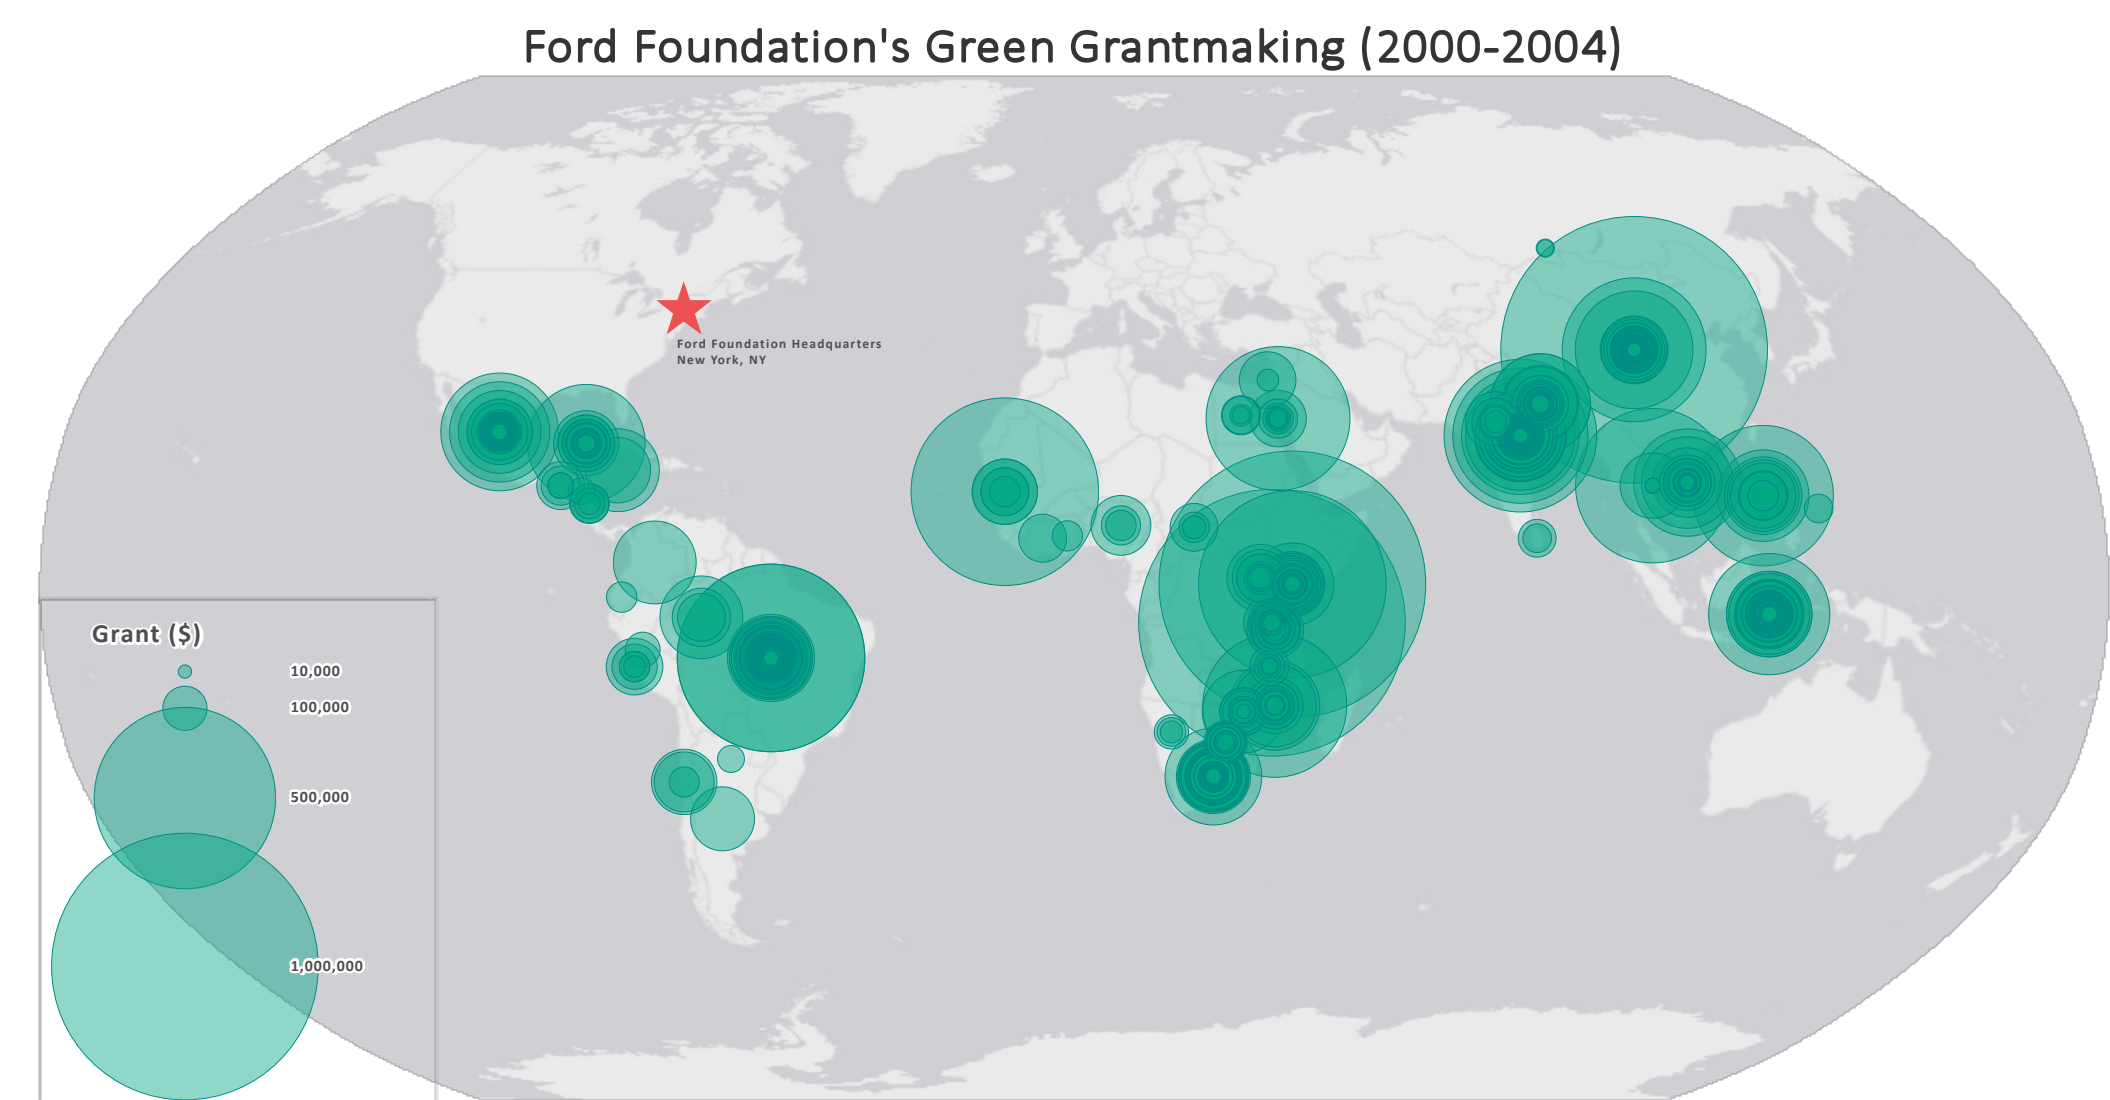 Ford Foundation's Green Grantmaking (2000-2004)
Ford Foundation Headquarters
New York, NY
Grant ($)
10,000
100,000
500,000
1,000,000